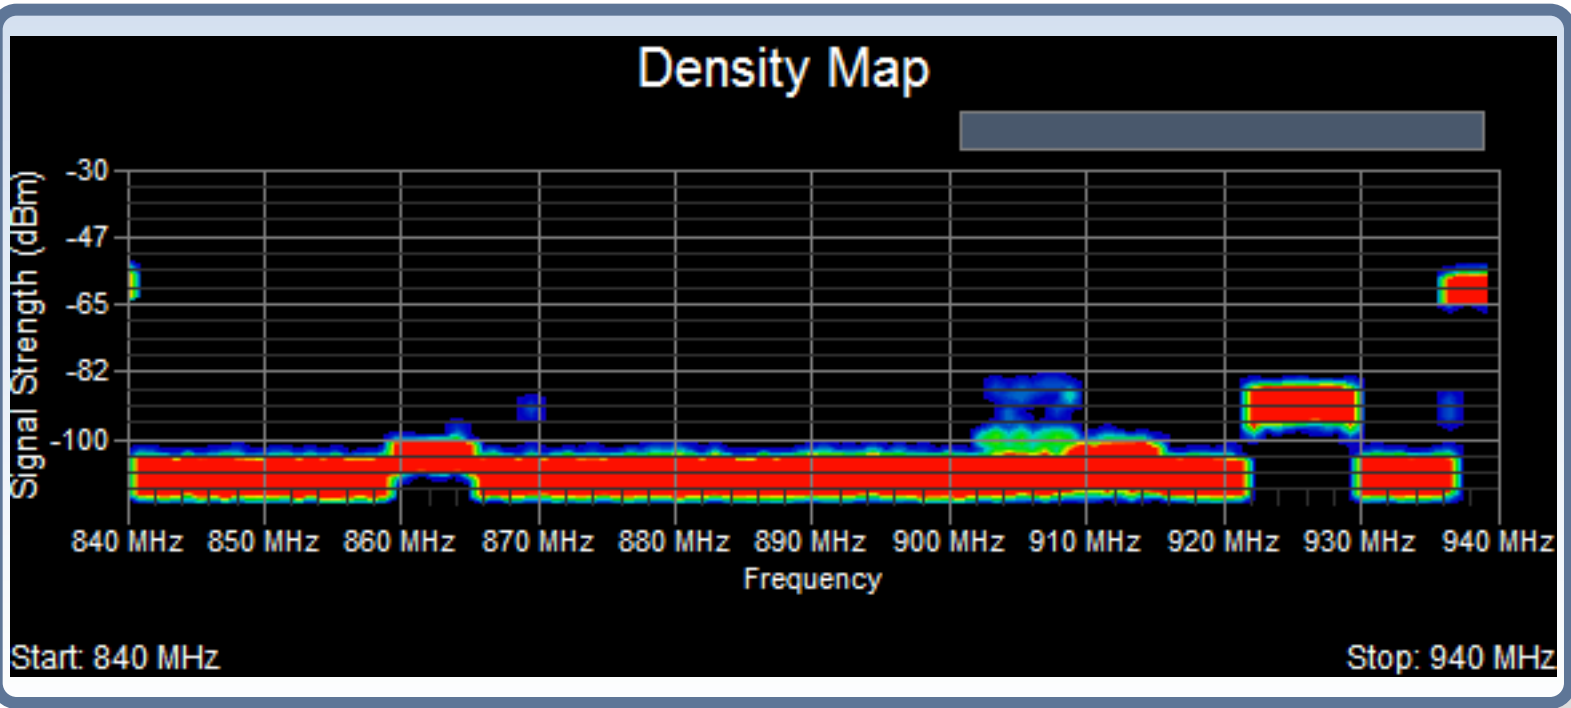 Density Map
-30
-47
-65
-82
-100
Signal Strength (dBm)
840 MHz 850 MHz 860 MHz 870 MHz 880 MHz 890 MHz 900 MHz 910 MHz 920 MHz 930 MHz 940 MHz
Frequency
Start: 840 MHz
Stop: 940 MHz